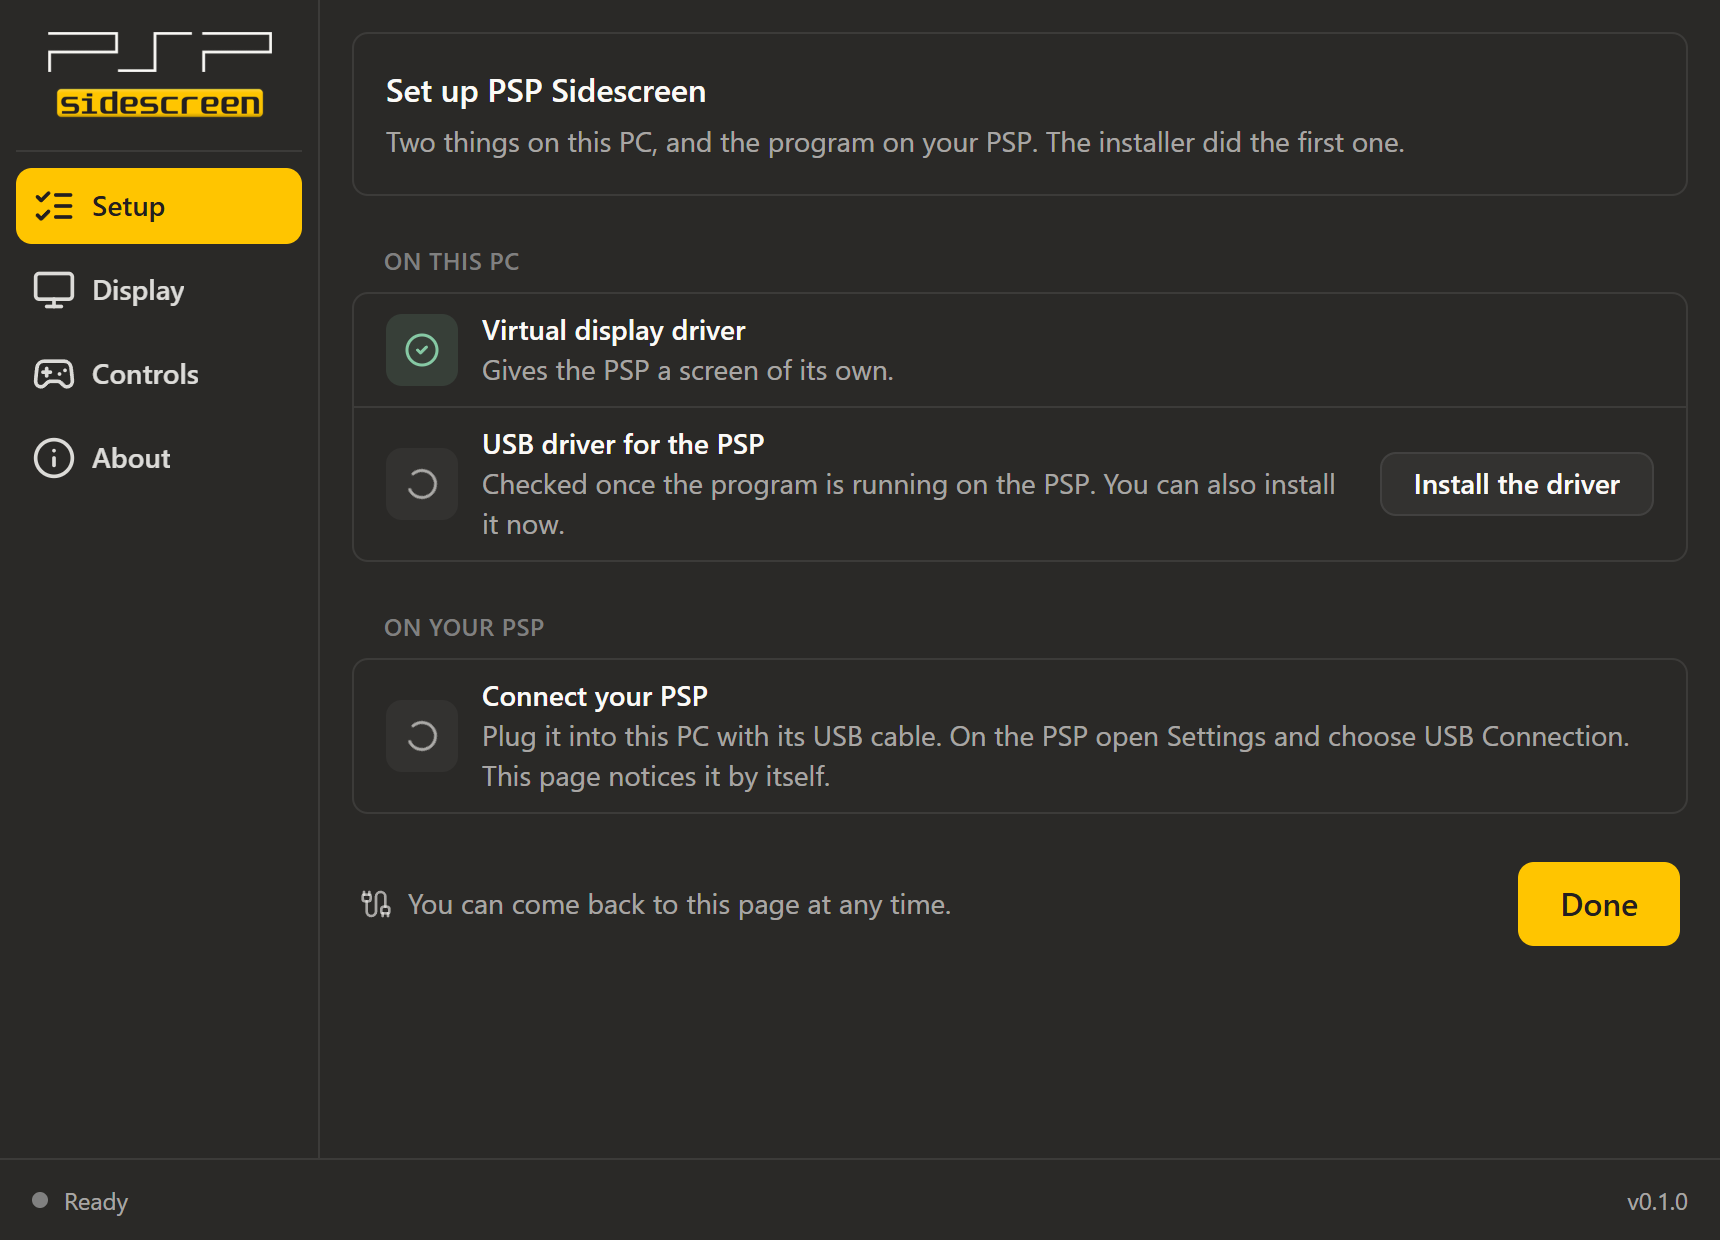 PSP
sidescreen
Setup
Display
Controls
About
Set up PSP Sidescreen
Two things on this PC, and the program on your PSP. The installer did the first one.
ON THIS PC
Virtual display driver
Gives the PSP a screen of its own.
USB driver for the PSP
Checked once the program is running on the PSP. You can also install
it now.
Install the driver
ON YOUR PSP
Connect your PSP
Plug it into this PC with its USB cable. On the PSP open Settings and choose USB Connection.
This page notices it by itself.
You can come back to this page at any time.
Done
Ready
v0.1.0